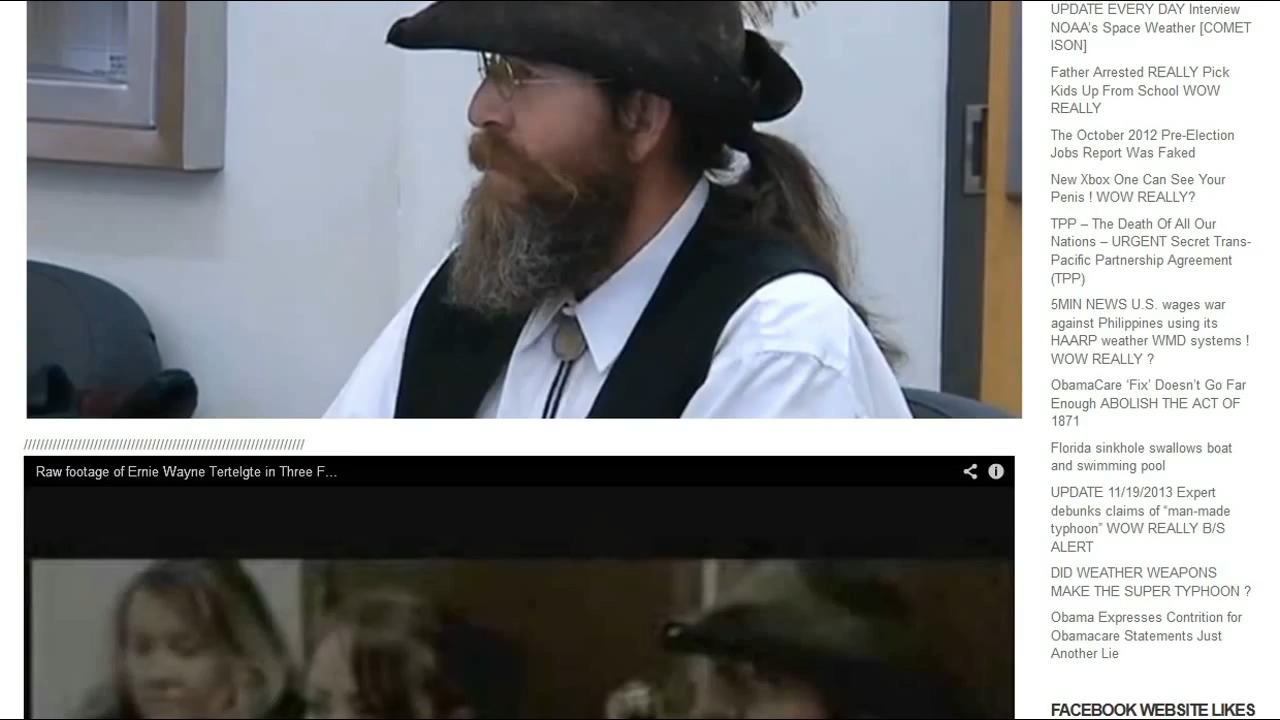 UPDATE EVERY DAY Interview
NOAA's Space Weather [COMET
ISON]
Father Arrested REALLY Pick
Kids Up From School WOW
REALLY
The October 2012 Pre-Election
Jobs Report Was Faked
New Xbox One Can See Your
Penis ! WOW REALLY?
TPP – The Death Of All Our
Nations – URGENT Secret Trans-
Pacific Partnership Agreement
(TPP)
5MIN NEWS U.S. wages war
against Philippines using its
HAARP weather WMD systems !
WOW REALLY ?
ObamaCare ‘Fix’ Doesn’t Go Far
Enough ABOLISH THE ACT OF
1871
Florida sinkhole swallows boat
and swimming pool
UPDATE 11/19/2013 Expert
debunks claims of “man-made
typhoon” WOW REALLY B/S
ALERT
DID WEATHER WEAPONS
MAKE THE SUPER TYPHOON ?
Obama Expresses Contrition for
Obamacare Statements Just
Another Lie
FACEBOOK WEBSITE LIKES
///////////////////////////////////////////////////////////////////
Raw footage of Ernie Wayne Tertelgte in Three F...